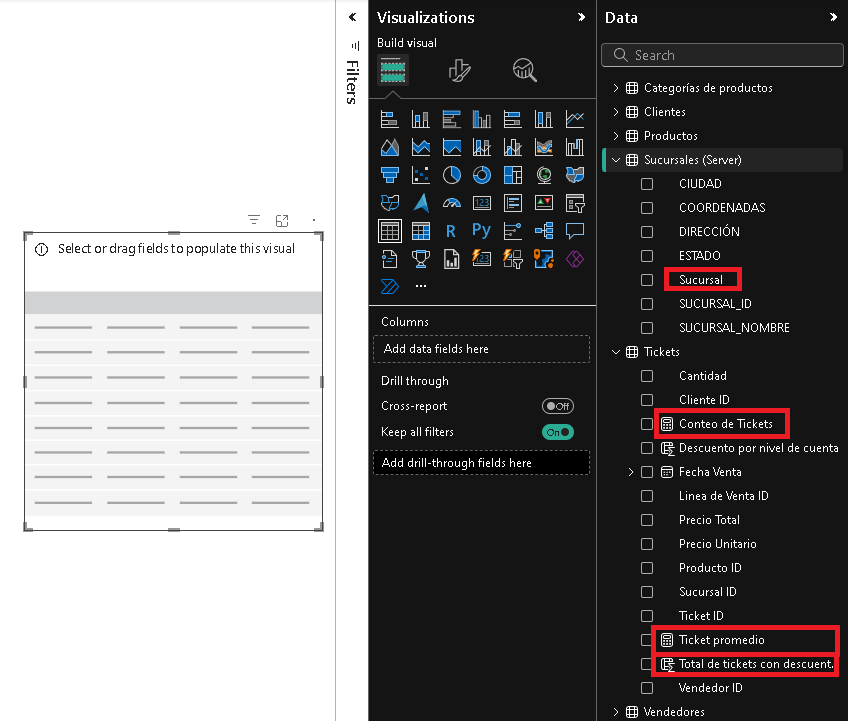 Select or drag fields to populate this visual
Filters
Visualizations
Build visual
123
R
Py
123
Columns
Add data fields here
Drill through
Cross-report
Off
Keep all filters
On
Add drill-through fields here
Data
Search
Categorías de productos
Clientes
Productos
Sucursales (Server)
CIUDAD
COORDENADAS
DIRECCIÓN
ESTADO
Sucursal
SUCURSAL_ID
SUCURSAL_NOMBRE
Tickets
Cantidad
Cliente ID
Conteo de Tickets
Descuento por nivel de cuenta
Fecha Venta
Linea de Venta ID
Precio Total
Precio Unitario
Producto ID
Sucursal ID
Ticket ID
Ticket promedio
Total de tickets con descuent.
Vendedor ID
Vendedores